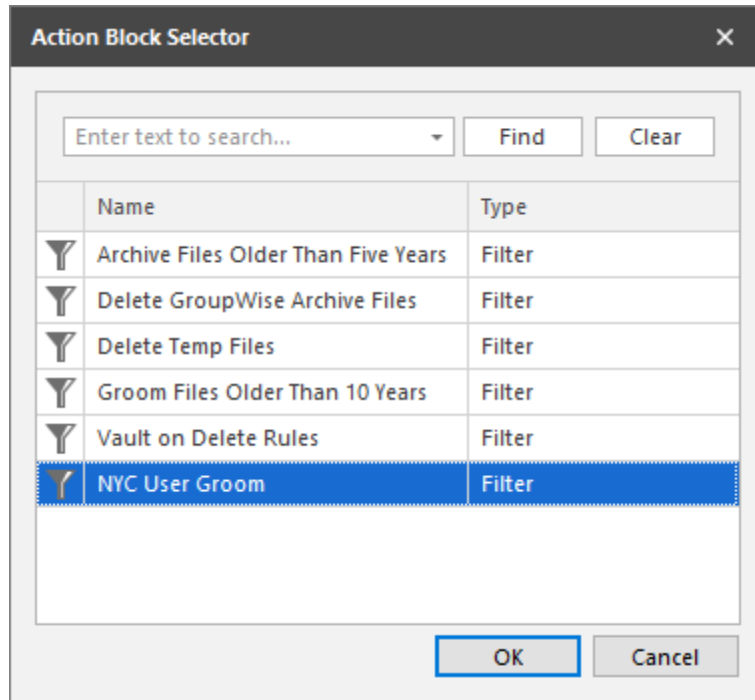 Action Block Selector
Enter text to search... Find Clear
Name Type
Archive Files Older Than Five Years Filter
Delete GroupWise Archive Files Filter
Delete Temp Files Filter
Groom Files Older Than 10 Years Filter
Vault on Delete Rules Filter
NYC User Groom Filter
OK Cancel